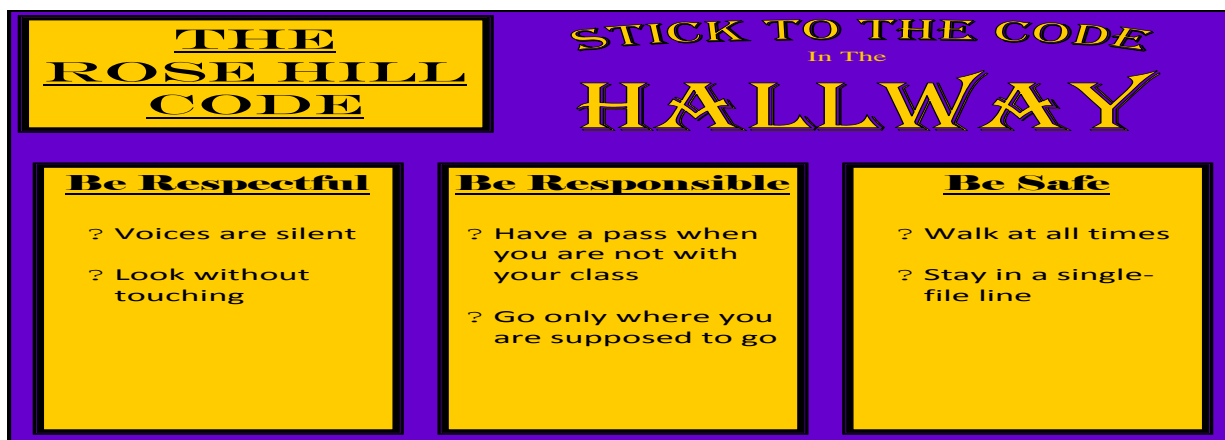 THE
ROSE HILL
CODE
STICK TO THE CODE
In The
HALLWAY
Be Respectful
? Voices are silent
? Look without
touching
Be Responsible
? Have a pass when
you are not with
your class
? Go only where you
are supposed to go
Be Safe
? Walk at all times
? Stay in a single-
file line